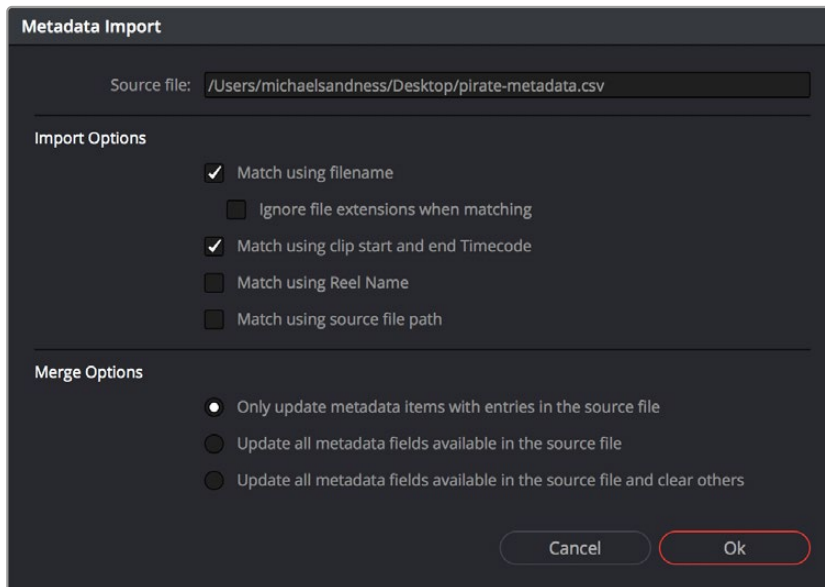 Metadata Import
Source file: /Users/michaelsandness/Desktop/pirate-metadata.csv
Import Options
Match using filename
Ignore file extensions when matching
Match using clip start and end Timecode
Match using Reel Name
Match using source file path
Merge Options
Only update metadata items with entries in the source file
Update all metadata fields available in the source file
Update all metadata fields available in the source file and clear others
Cancel Ok